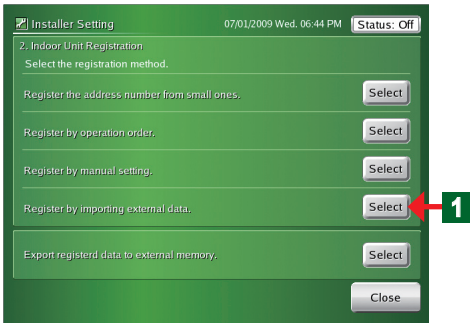 Installer Setting 07/01/2009 Wed. 06:44 PM Status: Off
2. Indoor Unit Registration
Select the registration method.
Register the address number from small ones. Select
Register by operation order. Select
Register by manual setting. Select
Register by importing external data. Select 1
Export registerd data to external memory. Select
Close